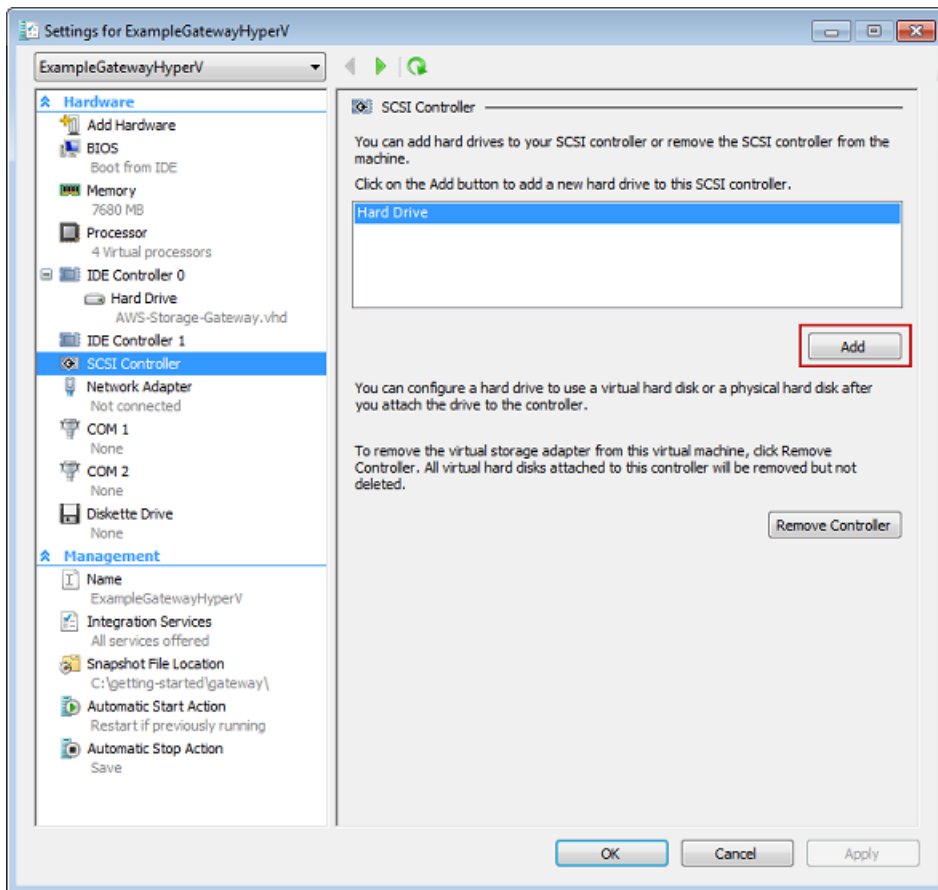 Settings for ExampleGatewayHyperV
ExampleGatewayHyperV
Hardware
Add Hardware
BIOS
Boot from IDE
Memory
7680 MB
Processor
4 Virtual processors
IDE Controller 0
Hard Drive
AWS-Storage-Gateway.vhd
IDE Controller 1
SCSI Controller
Network Adapter
Not connected
COM 1
None
COM 2
None
Diskette Drive
None
Management
Name
ExampleGatewayHyperV
Integration Services
All services offered
Snapshot File Location
C:\getting-started\gateway\
Automatic Start Action
Restart if previously running
Automatic Stop Action
Save
SCSI Controller
You can add hard drives to your SCSI controller or remove the SCSI controller from the
machine.
Click on the Add button to add a new hard drive to this SCSI controller.
Hard Drive
Add
You can configure a hard drive to use a virtual hard disk or a physical hard disk after
you attach the drive to the controller.
To remove the virtual storage adapter from this virtual machine, click Remove
Controller. All virtual hard disks attached to this controller will be removed but not
deleted.
Remove Controller
OK
Cancel
Apply